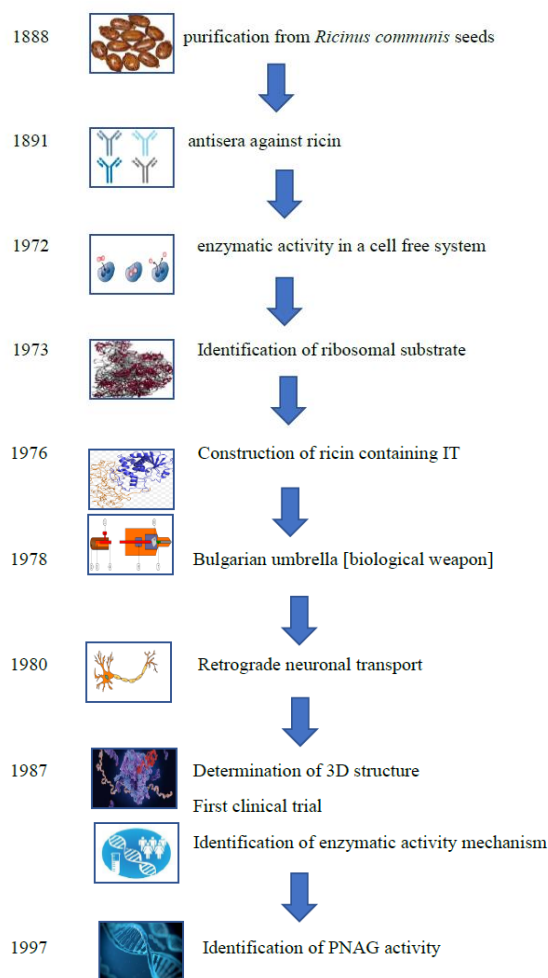 1888 purification from Ricinus communis seeds
1891 antisera against ricin
1972 enzymatic activity in a cell free system
1973 Identification of ribosomal substrate
1976 Construction of ricin containing IT
1978 Bulgarian umbrella [biological weapon]
1980 Retrograde neuronal transport
1987 Determination of 3D structure
First clinical trial
Identification of enzymatic activity mechanism
1997 Identification of PNAG activity